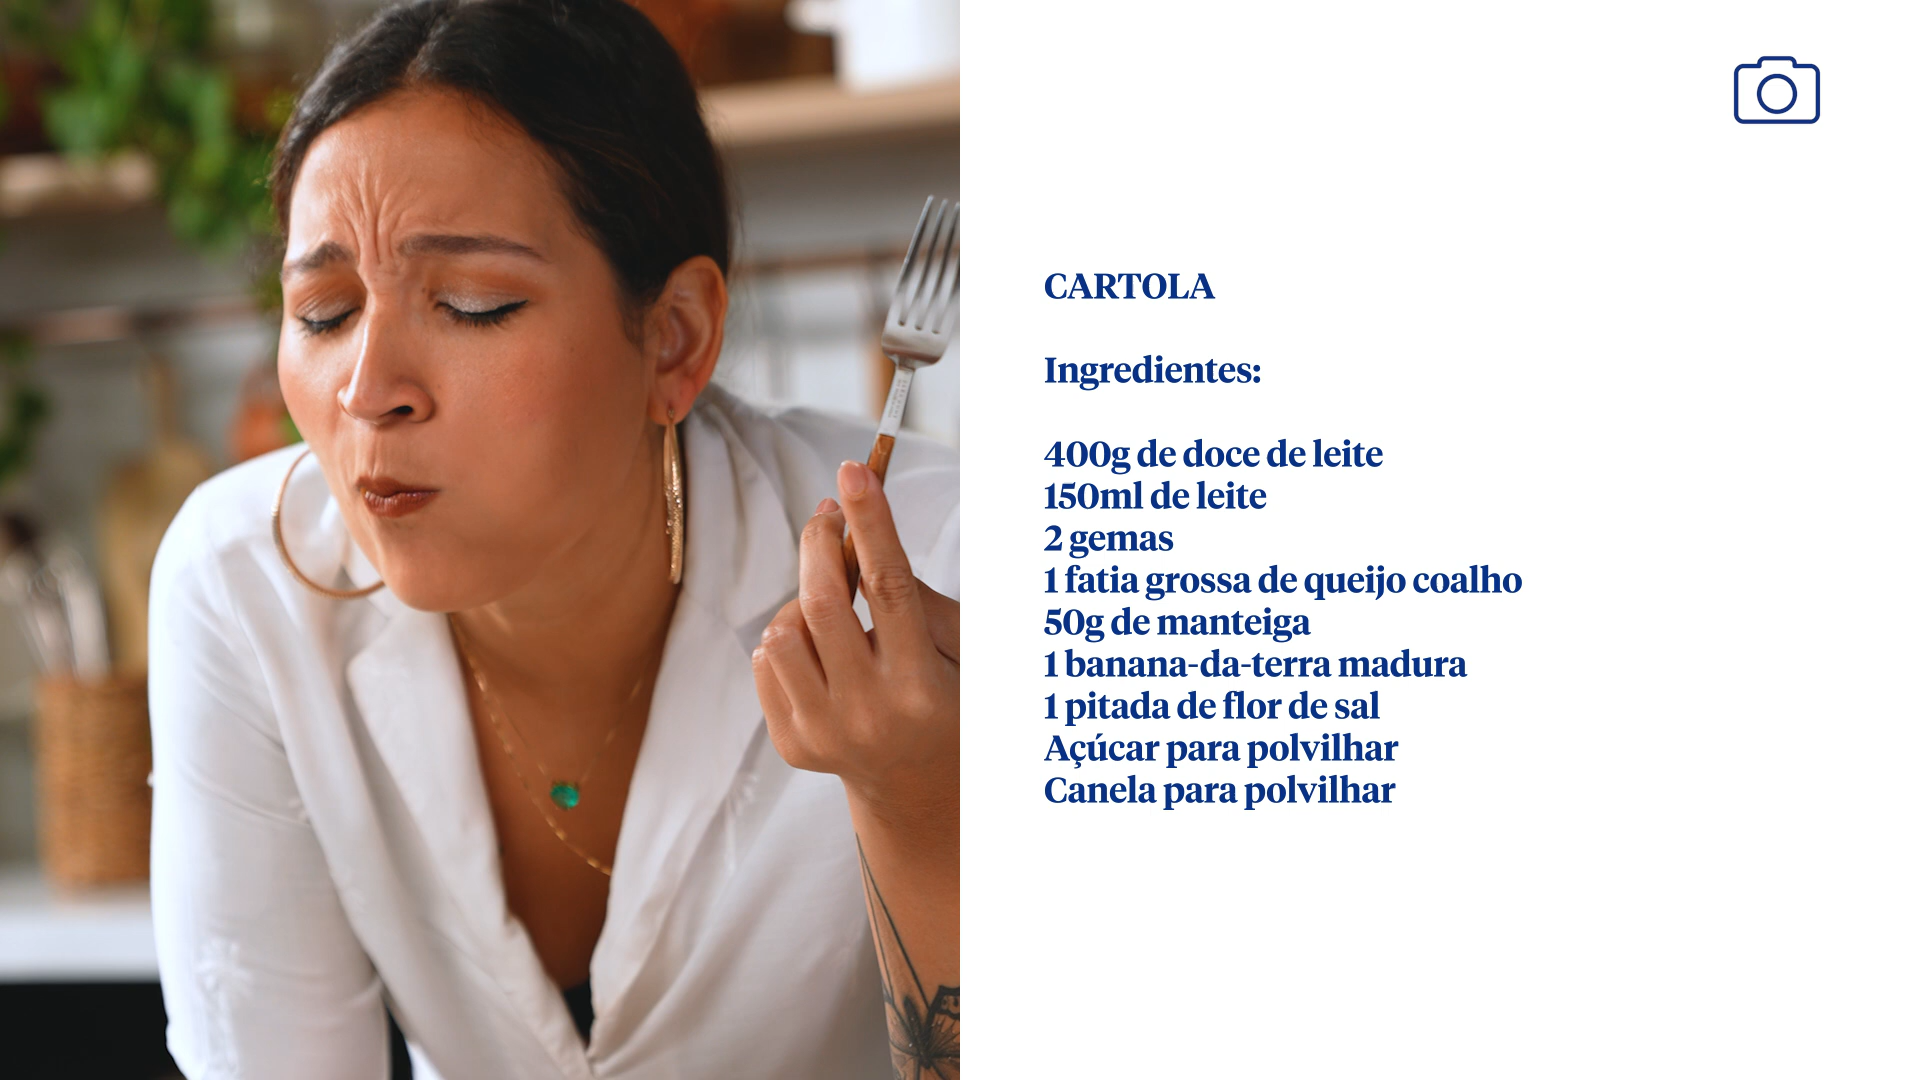 CARTOLA
Ingredientes:
400g de doce de leite
150ml de leite
2 gemas
1 fatia grossa de queijo coalho
50g de manteiga
1 banana-da-terra madura
1 pitada de flor de sal
Açúcar para polvilhar
Canela para polvilhar